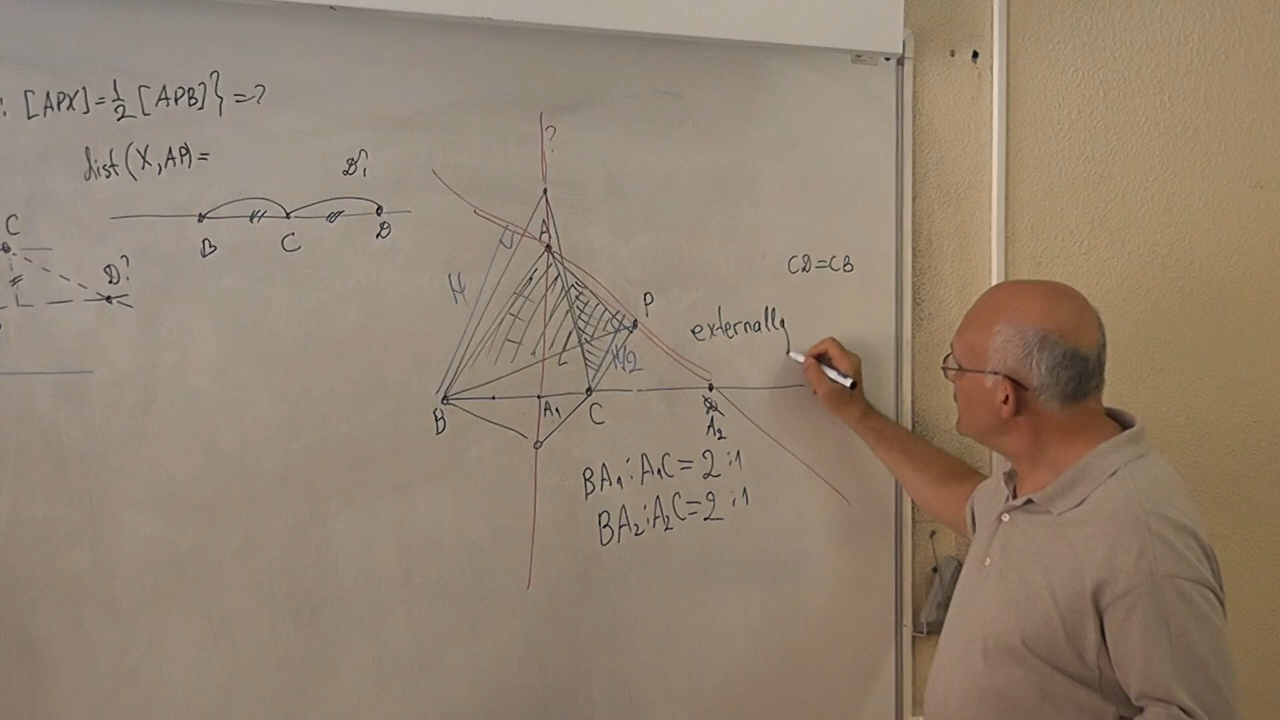 : [APX]=½[APB]}=?
dist(X,AP)=
D?
B C D
C
D?
?
A
H
P
H/2
B A₁ C
A₂
CD=CB
externally
BA₁:A₁C=2:1
BA₂:A₂C=2:1